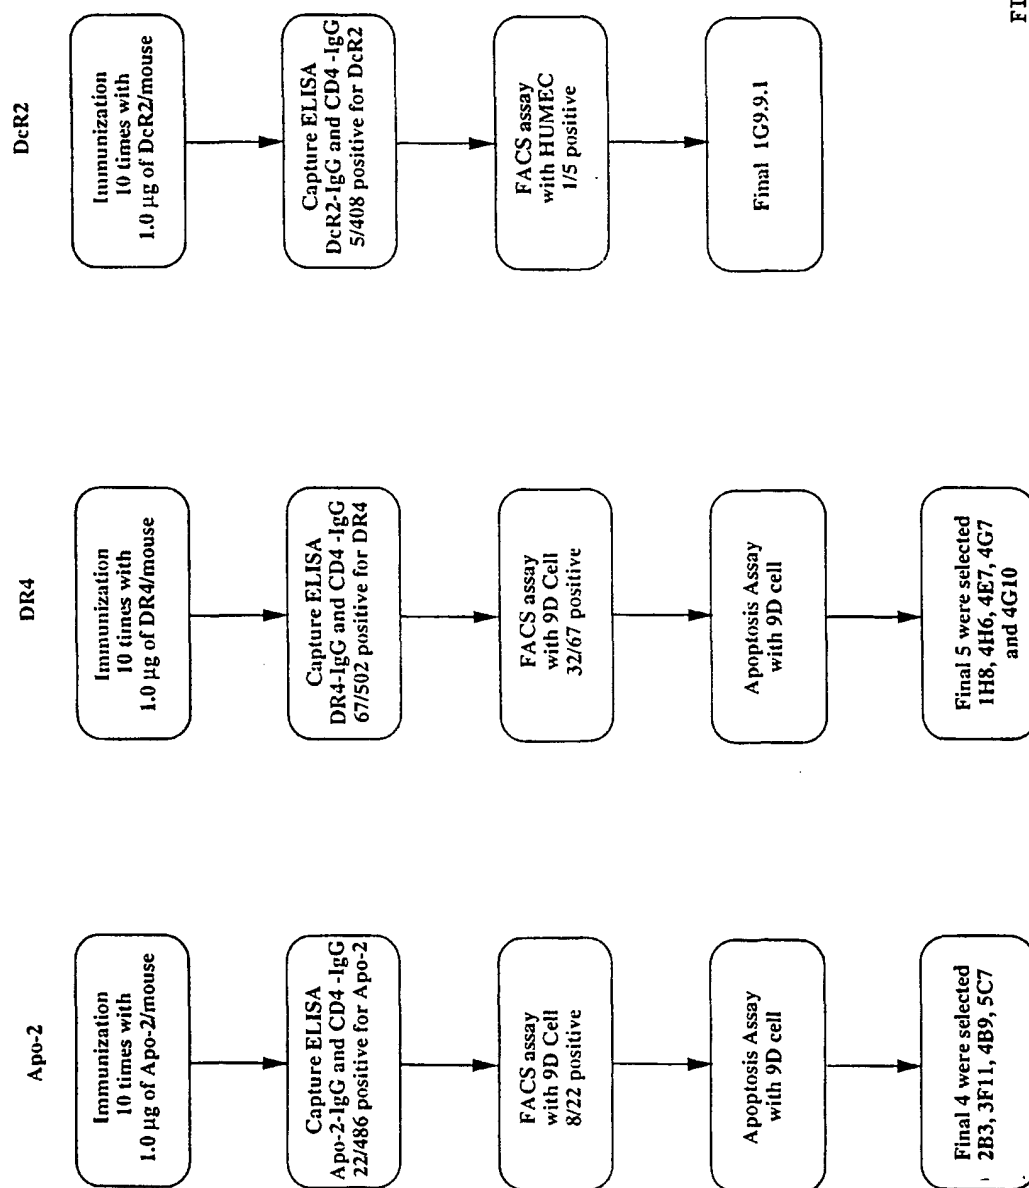 Apo-2
Immunization
10 times with
1.0 µg of Apo-2/mouse
Capture ELISA
Apo-2-IgG and CD4 -IgG
22/486 positive for Apo-2
FACS assay
with 9D Cell
8/22 positive
Apoptosis Assay
with 9D cell
Final 4 were selected
2B3, 3F11, 4B9, 5C7
DR4
Immunization
10 times with
1.0 µg of DR4/mouse
Capture ELISA
DR4-IgG and CD4 -IgG
67/502 positive for DR4
FACS assay
with 9D Cell
32/67 positive
Apoptosis Assay
with 9D cell
Final 5 were selected
1H8, 4H6, 4E7, 4G7
and 4G10
DcR2
Immunization
10 times with
1.0 µg of DcR2/mouse
Capture ELISA
DcR2-IgG and CD4 -IgG
5/408 positive for DcR2
FACS assay
with HUMEC
1/5 positive
Final 1G9.9.1